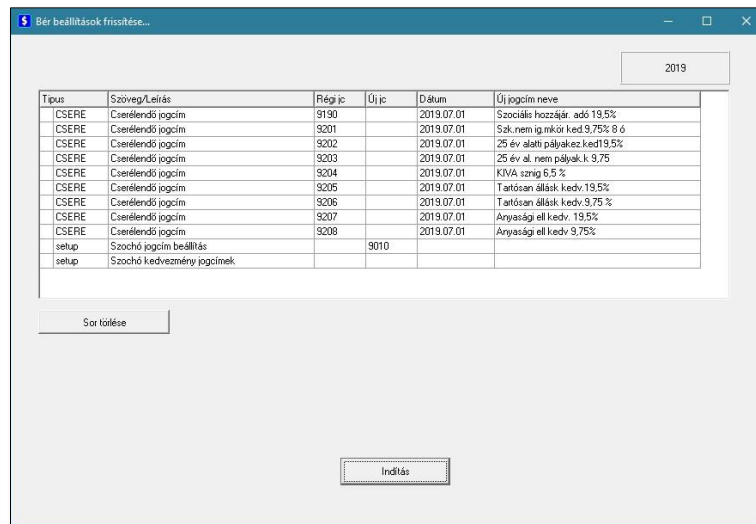 Bér beállítások frissítése...
2019
Típus Szöveg/Leírás Régi jc Új jc Dátum Új jogcím neve
CSERE Cserélendő jogcím 9190 2019.07.01 Szociális hozzájár. adó 19,5%
CSERE Cserélendő jogcím 9201 2019.07.01 Szk.nem ig.mkör ked.9,75% 8 ó
CSERE Cserélendő jogcím 9202 2019.07.01 25 év alatti pályakez.ked19,5%
CSERE Cserélendő jogcím 9203 2019.07.01 25 év al. nem pályak.k 9,75
CSERE Cserélendő jogcím 9204 2019.07.01 KIVA sznig 6,5 %
CSERE Cserélendő jogcím 9205 2019.07.01 Tartósan állásk kedv.19,5%
CSERE Cserélendő jogcím 9206 2019.07.01 Tartósan állásk kedv.9,75 %
CSERE Cserélendő jogcím 9207 2019.07.01 Anyasági ell kedv. 19,5%
CSERE Cserélendő jogcím 9208 2019.07.01 Anyasági ell kedv 9,75%
setup Szochó jogcím beállítás 9010
setup Szochó kedvezmény jogcímek
Sor törlése
Indítás